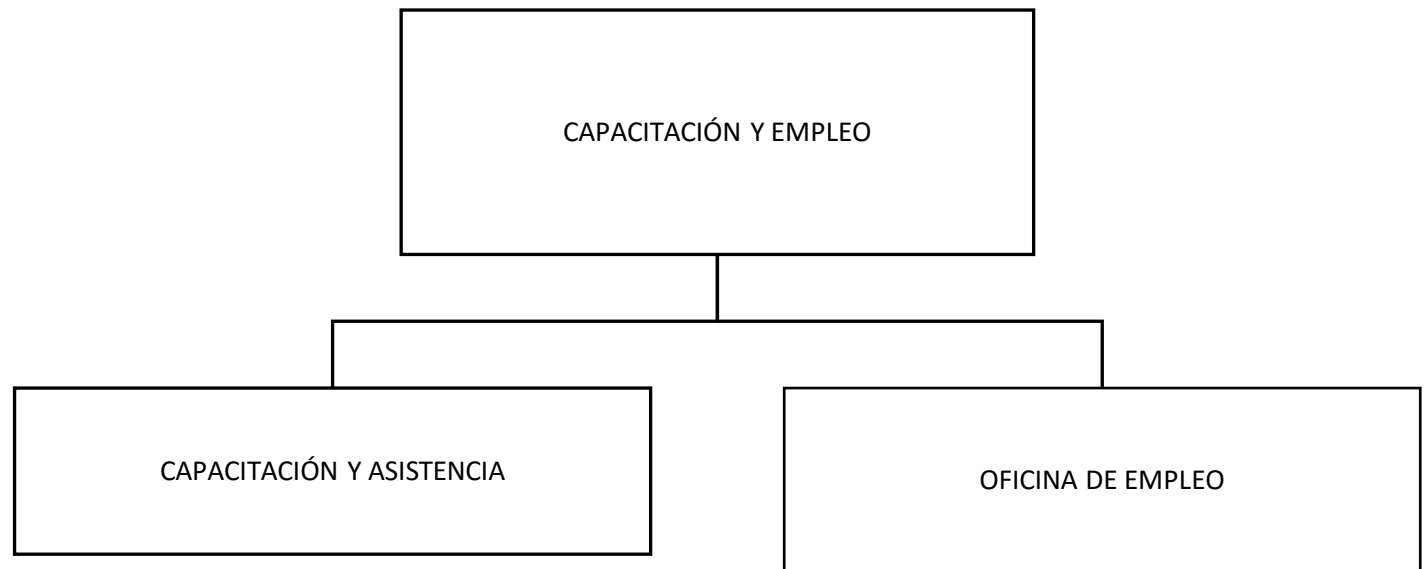 CAPACITACIÓN Y EMPLEO
CAPACITACIÓN Y ASISTENCIA
OFICINA DE EMPLEO